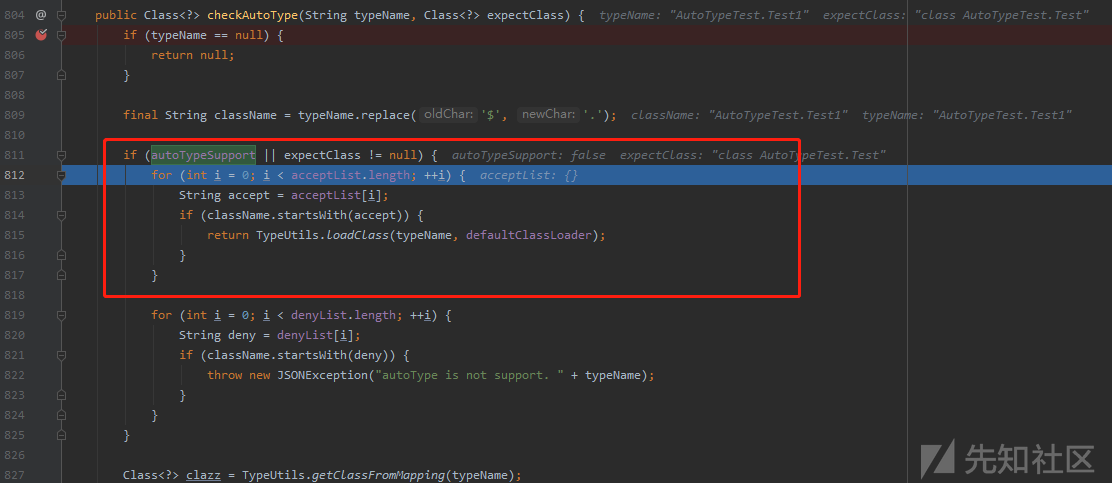 804 @ public Class<?> checkAutoType(String typeName, Class<?> expectClass) { typeName: "AutoTypeTest.Test1" expectClass: "class AutoTypeTest.Test"
805 if (typeName == null) {
806 return null;
807 }
808
809 final String className = typeName.replace( oldChar: '$', newChar: '.'); className: "AutoTypeTest.Test1" typeName: "AutoTypeTest.Test1"
810
811 if (autoTypeSupport || expectClass != null) { autoTypeSupport: false expectClass: "class AutoTypeTest.Test"
812 for (int i = 0; i < acceptList.length; ++i) { acceptList: {}
813 String accept = acceptList[i];
814 if (className.startsWith(accept)) {
815 return TypeUtils.loadClass(typeName, defaultClassLoader);
816 }
817 }
818
819 for (int i = 0; i < denyList.length; ++i) {
820 String deny = denyList[i];
821 if (className.startsWith(deny)) {
822 throw new JSONException("autoType is not support. " + typeName);
823 }
824 }
825 }
826
827 Class<?> clazz = TypeUtils.getClassFromMapping(typeName);
先知社区